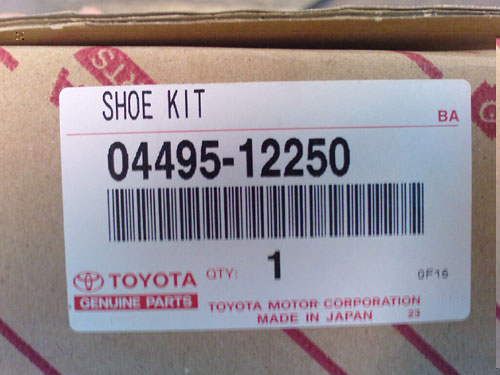 SHOE KIT
BA
04495-12250
TOYOTA
GENUINE PARTS
QTY: 1
0F16
TOYOTA MOTOR CORPORATION
MADE IN JAPAN 23